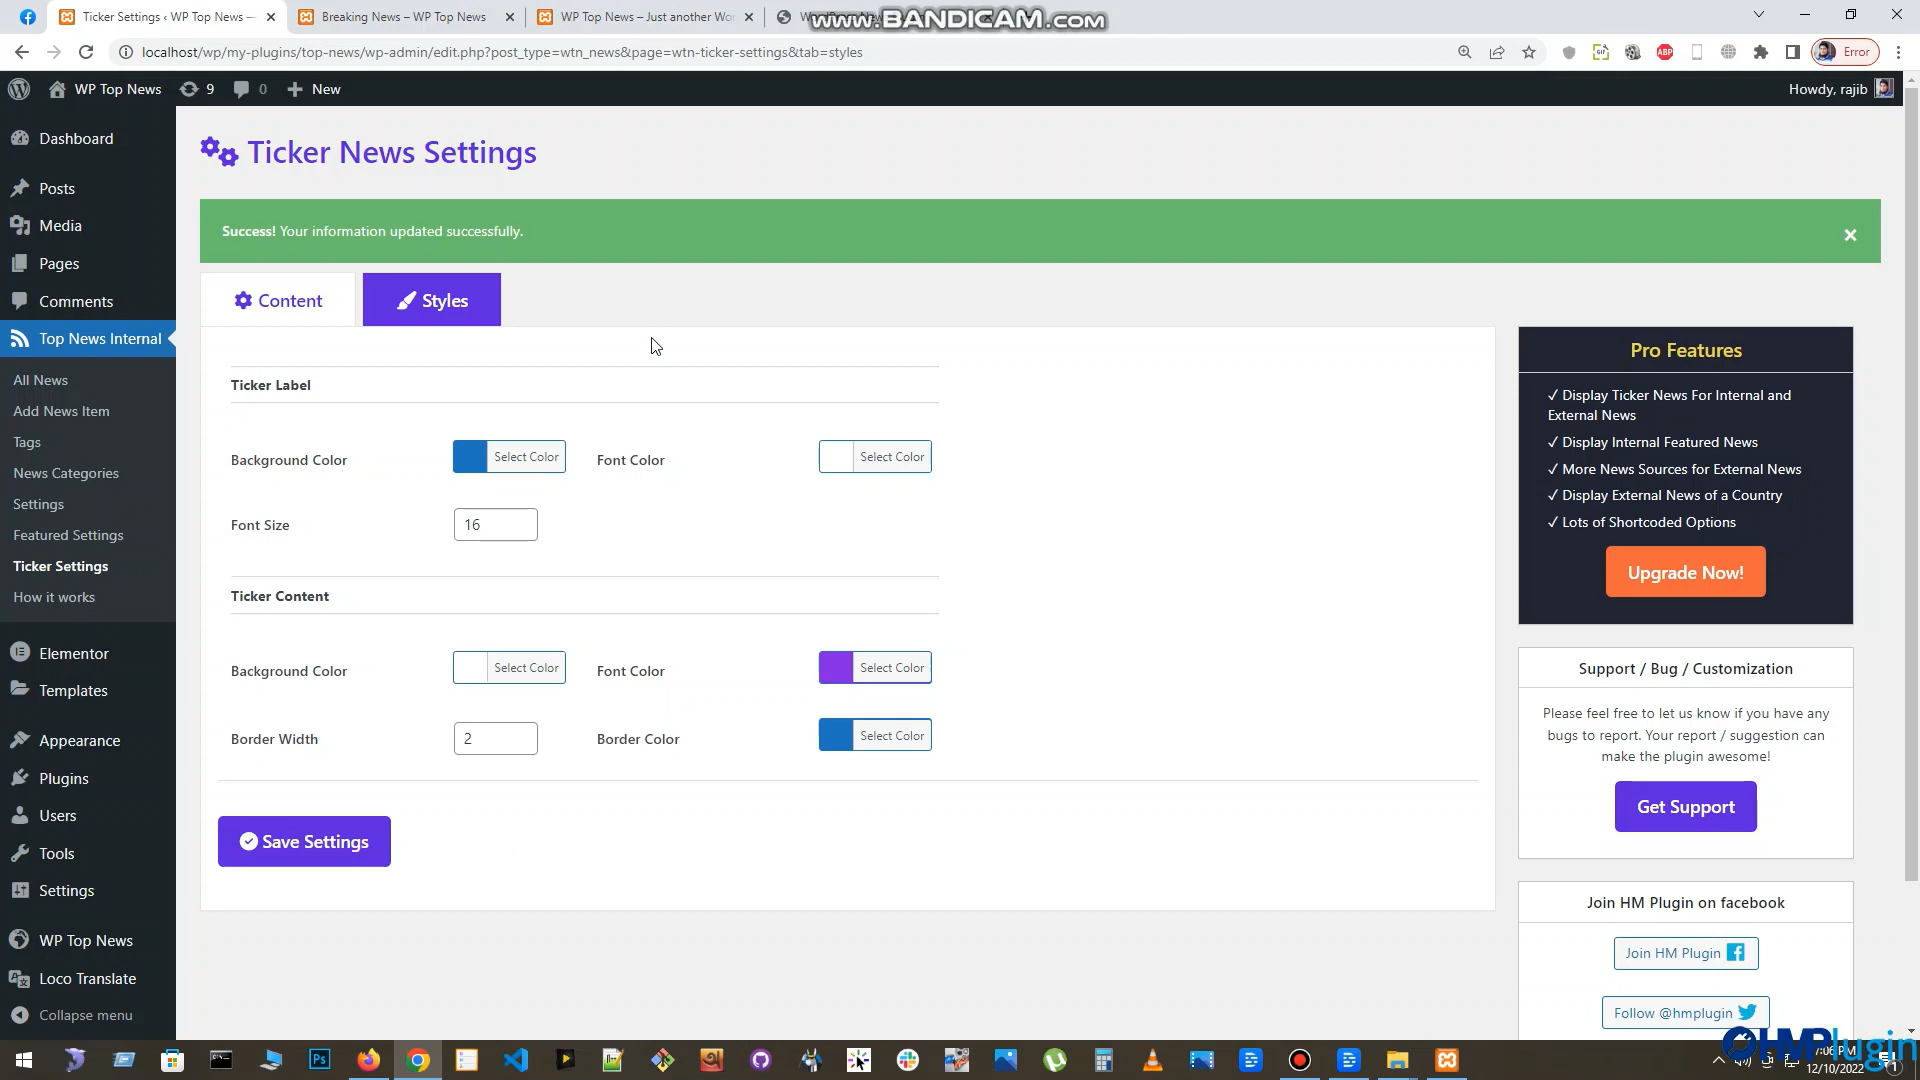 Ticker Settings ‹ WP Top News —
Breaking News – WP Top News
WP Top News – Just another Wor
www.BANDICAM.com
localhost/wp/my-plugins/top-news/wp-admin/edit.php?post_type=wtn_news&page=wtn-ticker-settings&tab=styles
ABP
Error
WP Top News
9
0
New
Howdy, rajib
Dashboard
Posts
Media
Pages
Comments
Top News Internal
All News
Add News Item
Tags
News Categories
Settings
Featured Settings
Ticker Settings
How it works
Elementor
Templates
Appearance
Plugins
Users
Tools
Settings
WP Top News
Loco Translate
Collapse menu
Ticker News Settings
Success! Your information updated successfully.
×
Content
Styles
Ticker Label
Background Color
Select Color
Font Color
Select Color
Font Size
16
Ticker Content
Background Color
Select Color
Font Color
Select Color
Border Width
2
Border Color
Select Color
Save Settings
Pro Features
✓ Display Ticker News For Internal and
External News
✓ Display Internal Featured News
✓ More News Sources for External News
✓ Display External News of a Country
✓ Lots of Shortcoded Options
Upgrade Now!
Support / Bug / Customization
Please feel free to let us know if you have any
bugs to report. Your report / suggestion can
make the plugin awesome!
Get Support
Join HM Plugin on facebook
Join HM Plugin
Follow @hmplugin
HMPlugin
Ps
7:06 PM
12/10/2022
1